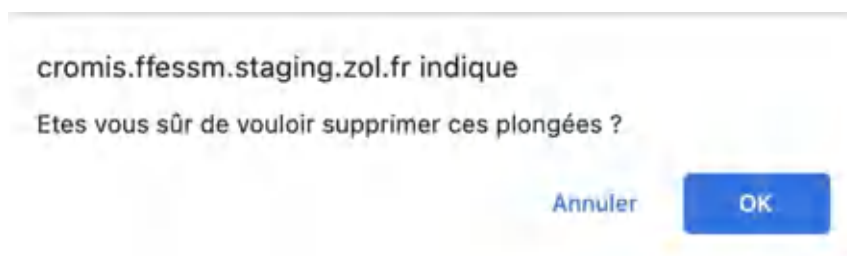 cromis.ffessm.staging.zol.fr indique
Etes vous sûr de vouloir supprimer ces plongées ?
Annuler OK